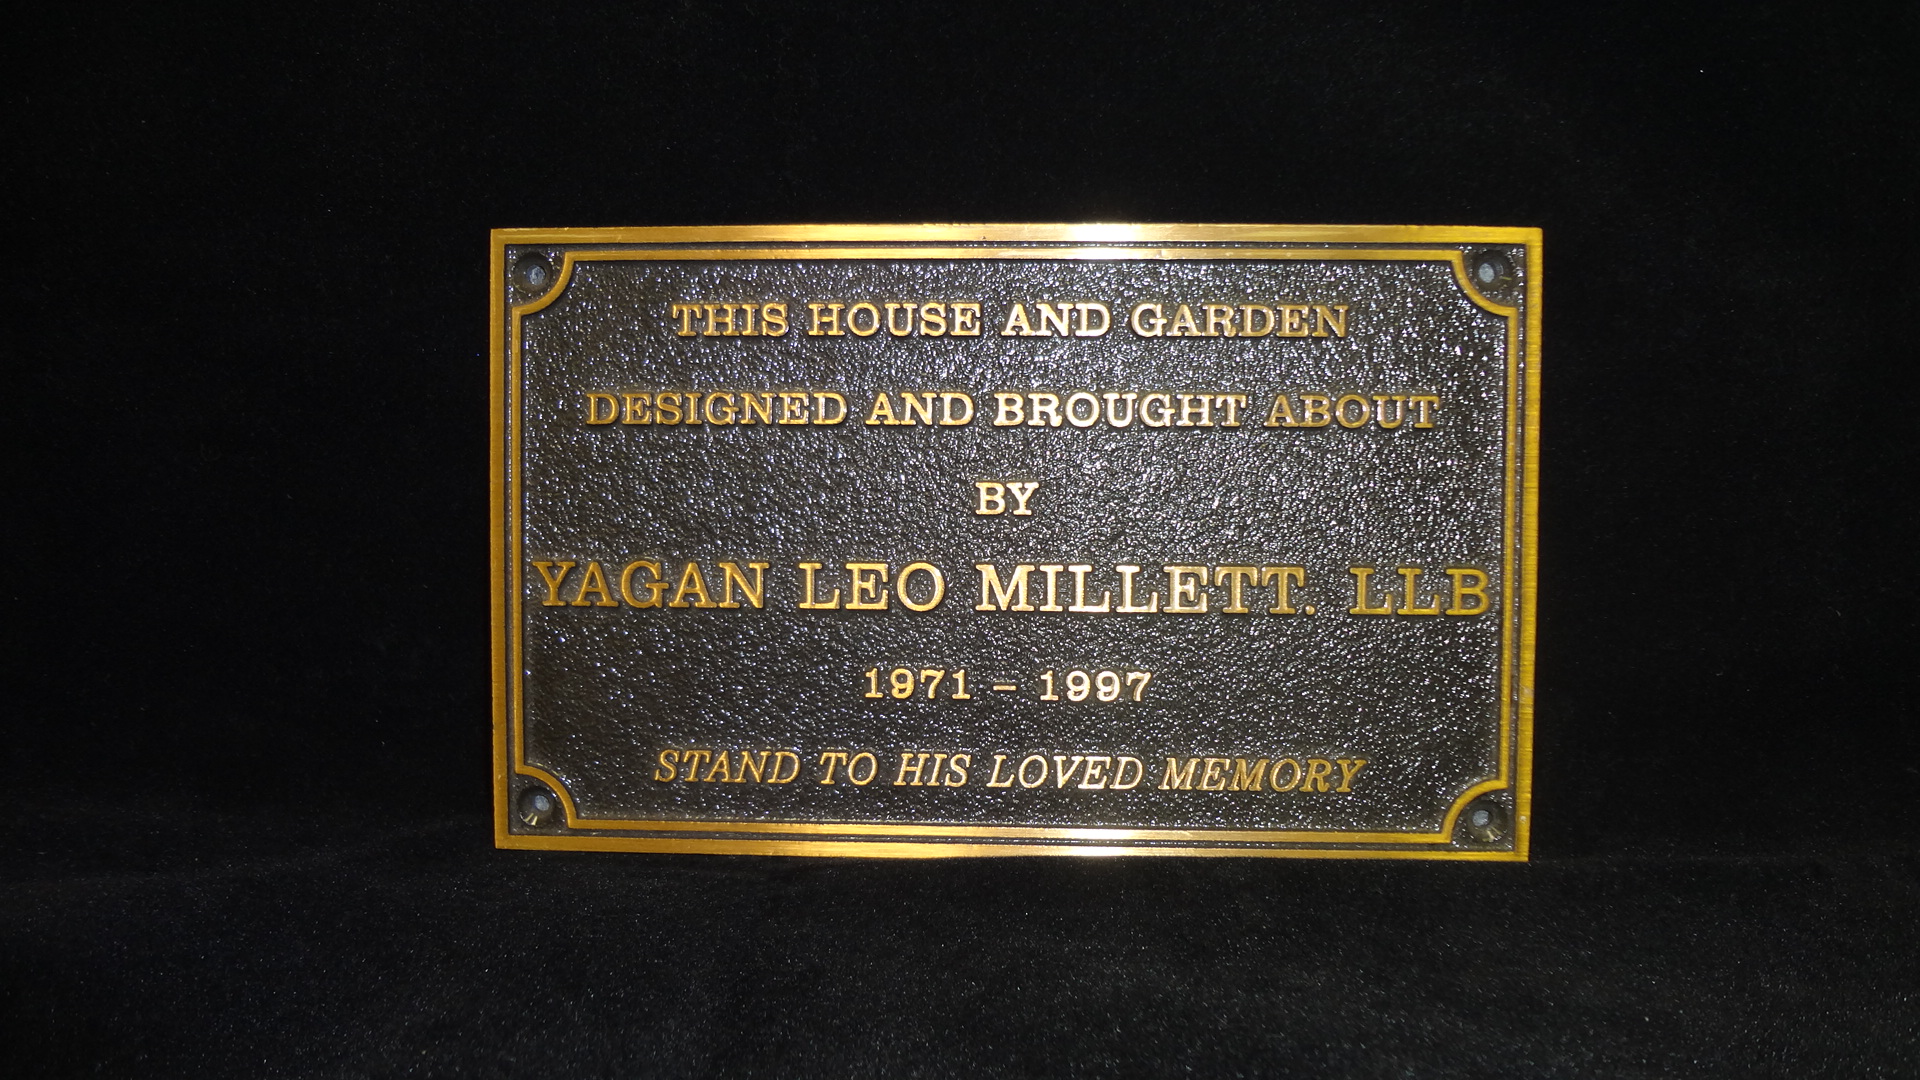 THIS HOUSE AND GARDEN
DESIGNED AND BROUGHT ABOUT
BY
YAGAN LEO MILLETT. LLB
1971 – 1997
STAND TO HIS LOVED MEMORY